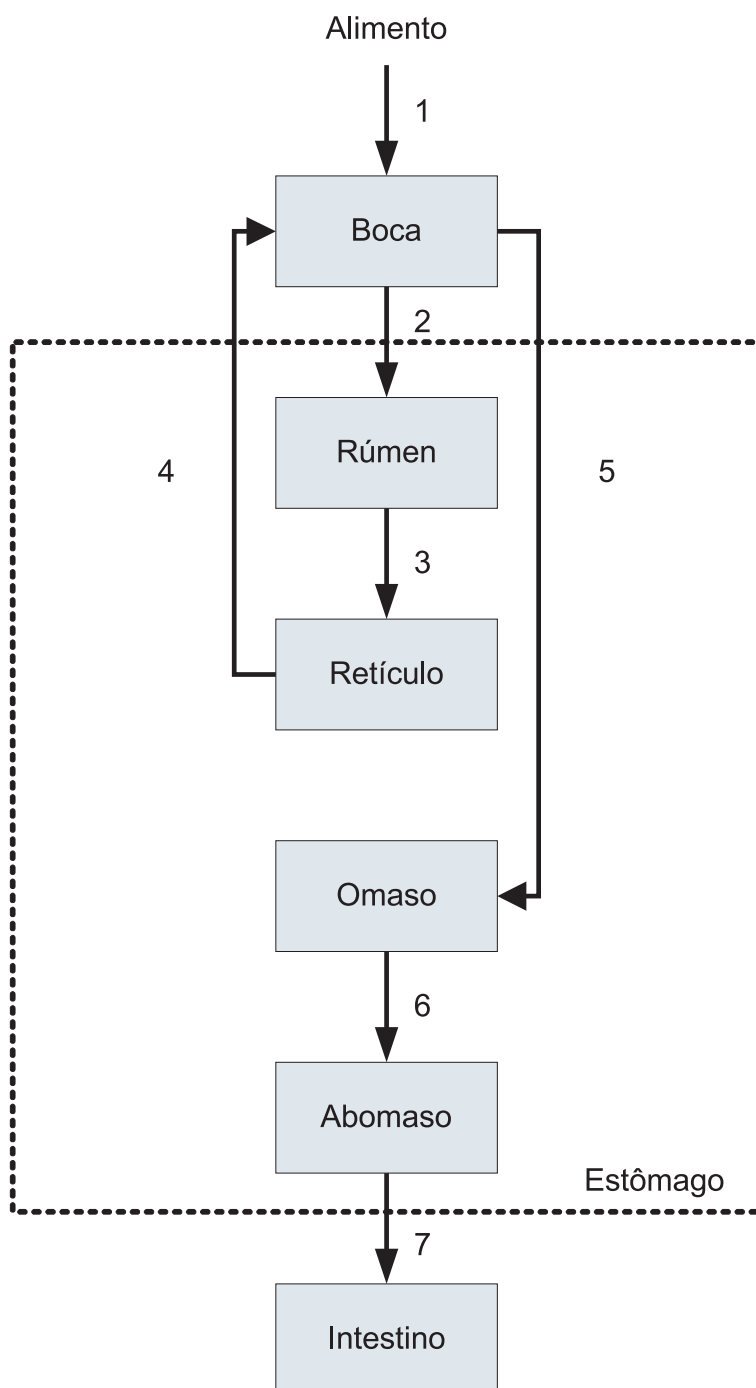 Alimento
1
Boca
2
Rúmen
4
5
3
Retículo
Omaso
6
Abomaso
Estômago
7
Intestino